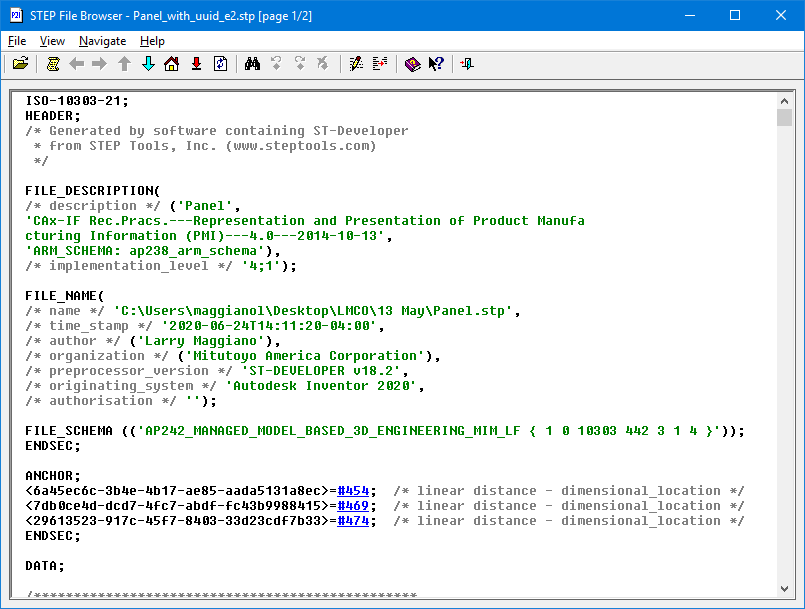 STEP File Browser - Panel_with_uuid_e2.stp [page 1/2]
File View Navigate Help
ISO-10303-21;
HEADER;
/* Generated by software containing ST-Developer
 * from STEP Tools, Inc. (www.steptools.com)
 */
FILE_DESCRIPTION(
/* description */ ('Panel',
'CAx-IF Rec.Pracs.---Representation and Presentation of Product Manufa
cturing Information (PMI)---4.0---2014-10-13',
'ARM_SCHEMA: ap238_arm_schema'),
/* implementation_level */ '4;1');
FILE_NAME(
/* name */ 'C:\Users\maggianol\Desktop\LMCO\13 May\Panel.stp',
/* time_stamp */ '2020-06-24T14:11:20-04:00',
/* author */ ('Larry Maggiano'),
/* organization */ ('Mitutoyo America Corporation'),
/* preprocessor_version */ 'ST-DEVELOPER v18.2',
/* originating_system */ 'Autodesk Inventor 2020',
/* authorisation */ '');
FILE_SCHEMA (('AP242_MANAGED_MODEL_BASED_3D_ENGINEERING_MIM_LF { 1 0 10303 442 3 1 4 }'));
ENDSEC;
ANCHOR;
<6a45ec6c-3b4e-4b17-ae85-aada5131a8ec>=#454;  /* linear distance - dimensional_location */
<7db0ce4d-dcd7-4fc7-abdf-fc43b9988415>=#469;  /* linear distance - dimensional_location */
<29613523-917c-45f7-8403-33d23cdf7b33>=#474;  /* linear distance - dimensional_location */
ENDSEC;
DATA;
/************************************************